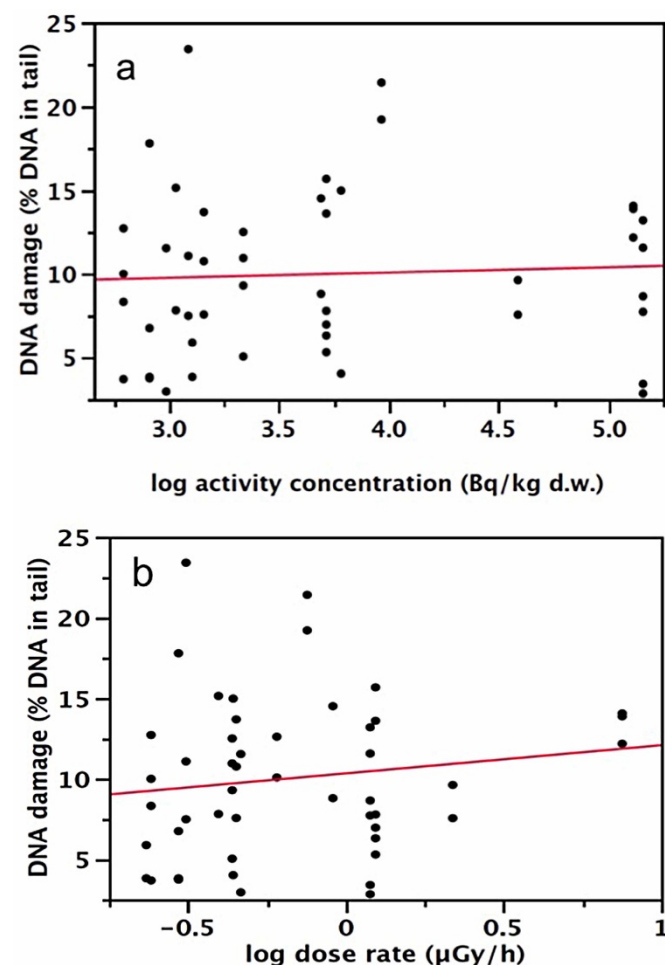 25
a
20
15
10
5
DNA damage (% DNA in tail)
3.0 3.5 4.0 4.5 5.0
log activity concentration (Bq/kg d.w.)
25
b
20
15
10
5
DNA damage (% DNA in tail)
-0.5 0 0.5 1
log dose rate (µGy/h)